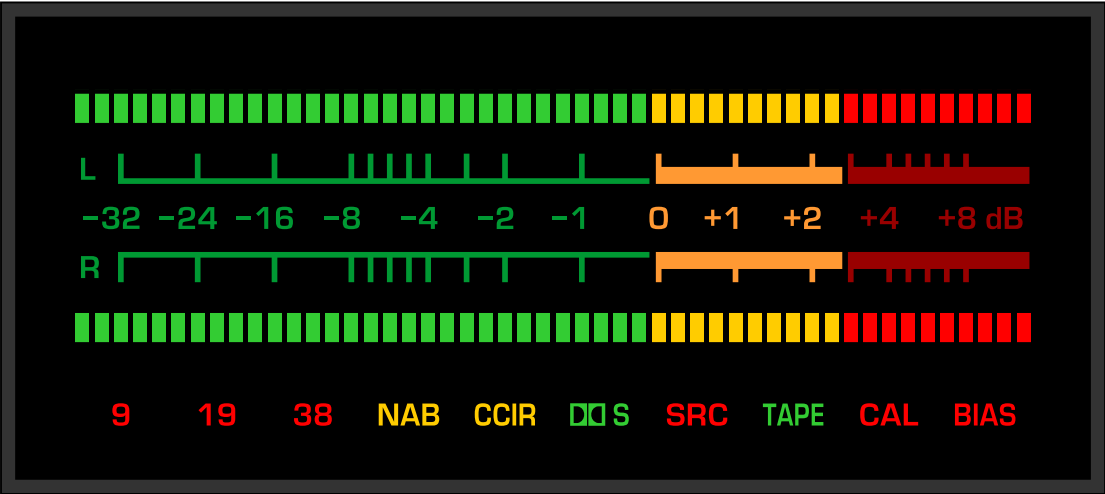 L
−32 −24 −16 −8 −4 −2 −1 0 +1 +2 +4 +8 dB
R
9 19 38 NAB CCIR S SRC TAPE CAL BIAS